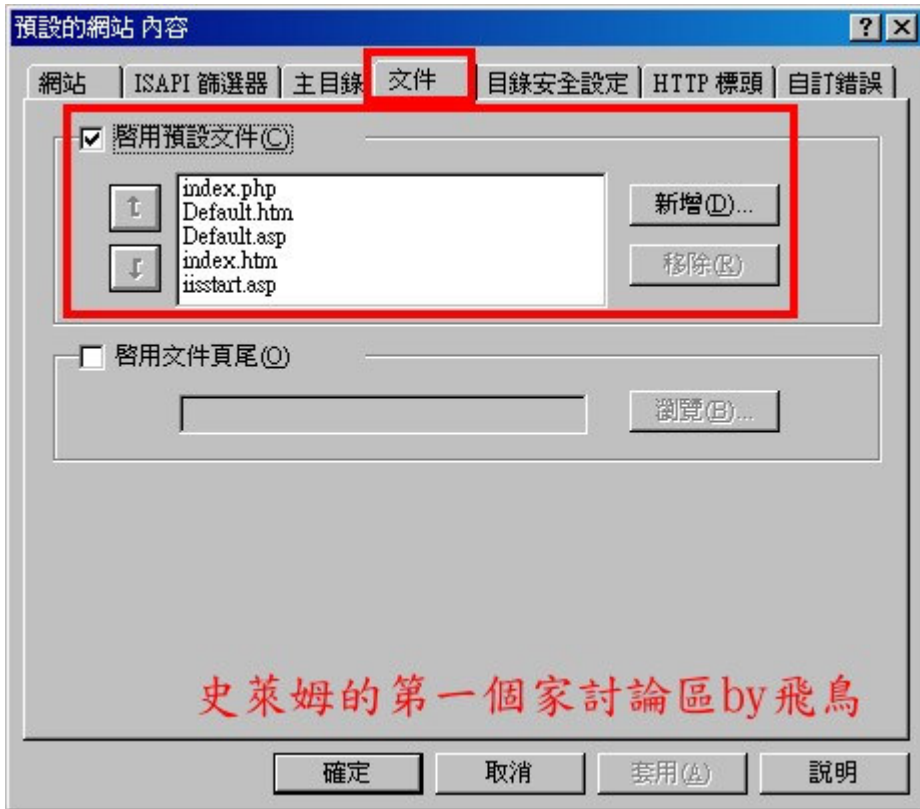 預設的網站 內容
網站 ISAPI 篩選器 主目錄 文件 目錄安全設定 HTTP 標頭 自訂錯誤
啓用預設文件(C)
index.php
Default.htm
Default.asp
index.htm
iisstart.asp
新增(D)...
移除(R)
啓用文件頁尾(O)
瀏覽(B)...
史萊姆的第一個家討論區by飛鳥
確定 取消 套用(A) 說明